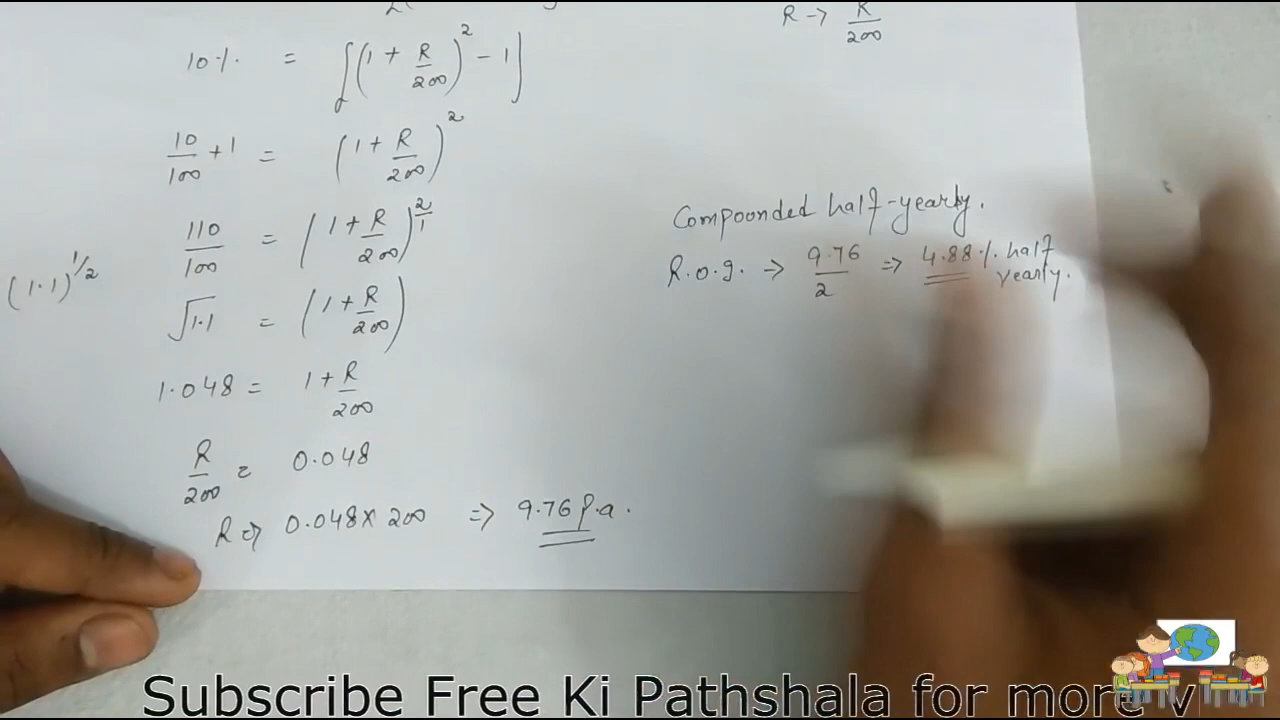 R → R/200
10% = [(1 + R/200)^2 - 1]
10/100 + 1 = (1 + R/200)^2
110/100 = (1 + R/200)^2/1
(1.1)^1/2
√1.1 = (1 + R/200)
1.048 = 1 + R/200
R/200 = 0.048
R ⇒ 0.048 × 200 ⇒ 9.76 p.a.
Compoonded half-yearly.
R.o.g. → 9.76/2 ⇒ 4.88% half
yearly.
Subscribe Free Ki Pathshala for more v